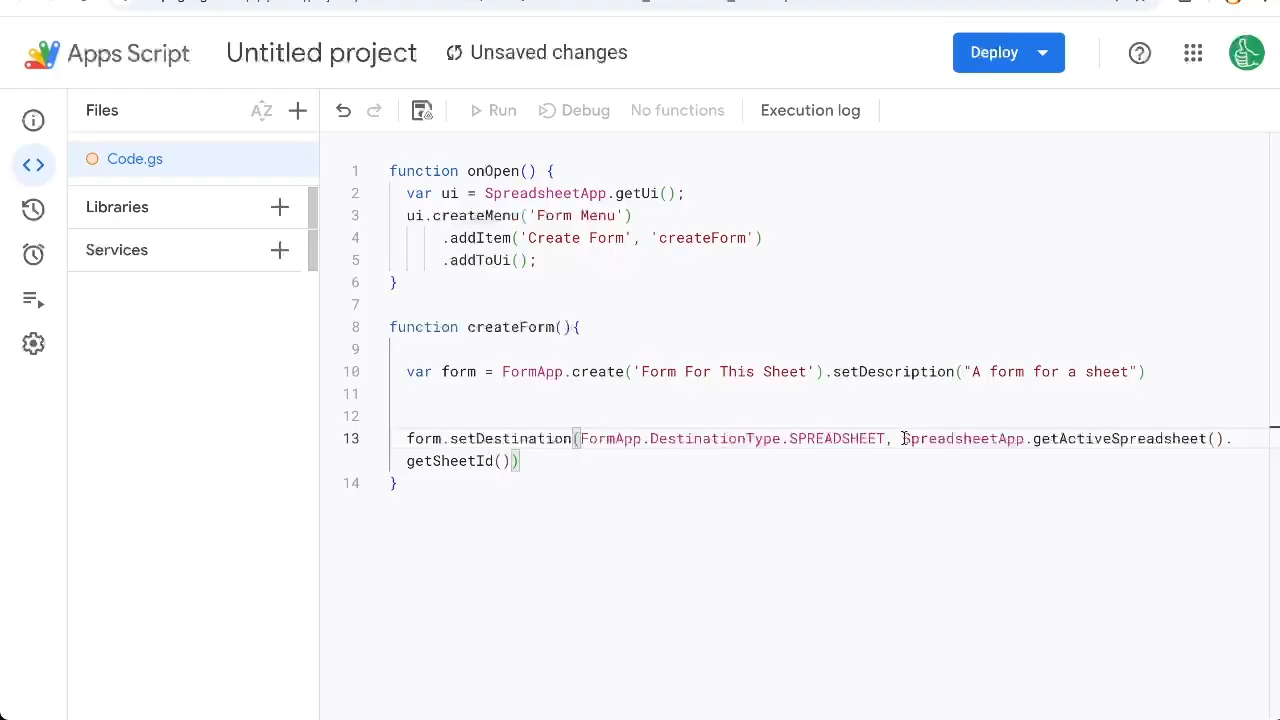 Apps Script
Untitled project
Unsaved changes
Deploy
Files
AZ
Run
Debug
No functions
Execution log
Code.gs
Libraries
Services
1 function onOpen() {
2 var ui = SpreadsheetApp.getUi();
3 ui.createMenu('Form Menu')
4 .addItem('Create Form', 'createForm')
5 .addToUi();
6 }
7
8 function createForm(){
9
10 var form = FormApp.create('Form For This Sheet').setDescription("A form for a sheet")
11
12
13 form.setDestination(FormApp.DestinationType.SPREADSHEET, SpreadsheetApp.getActiveSpreadsheet().
getSheetId())
14 }